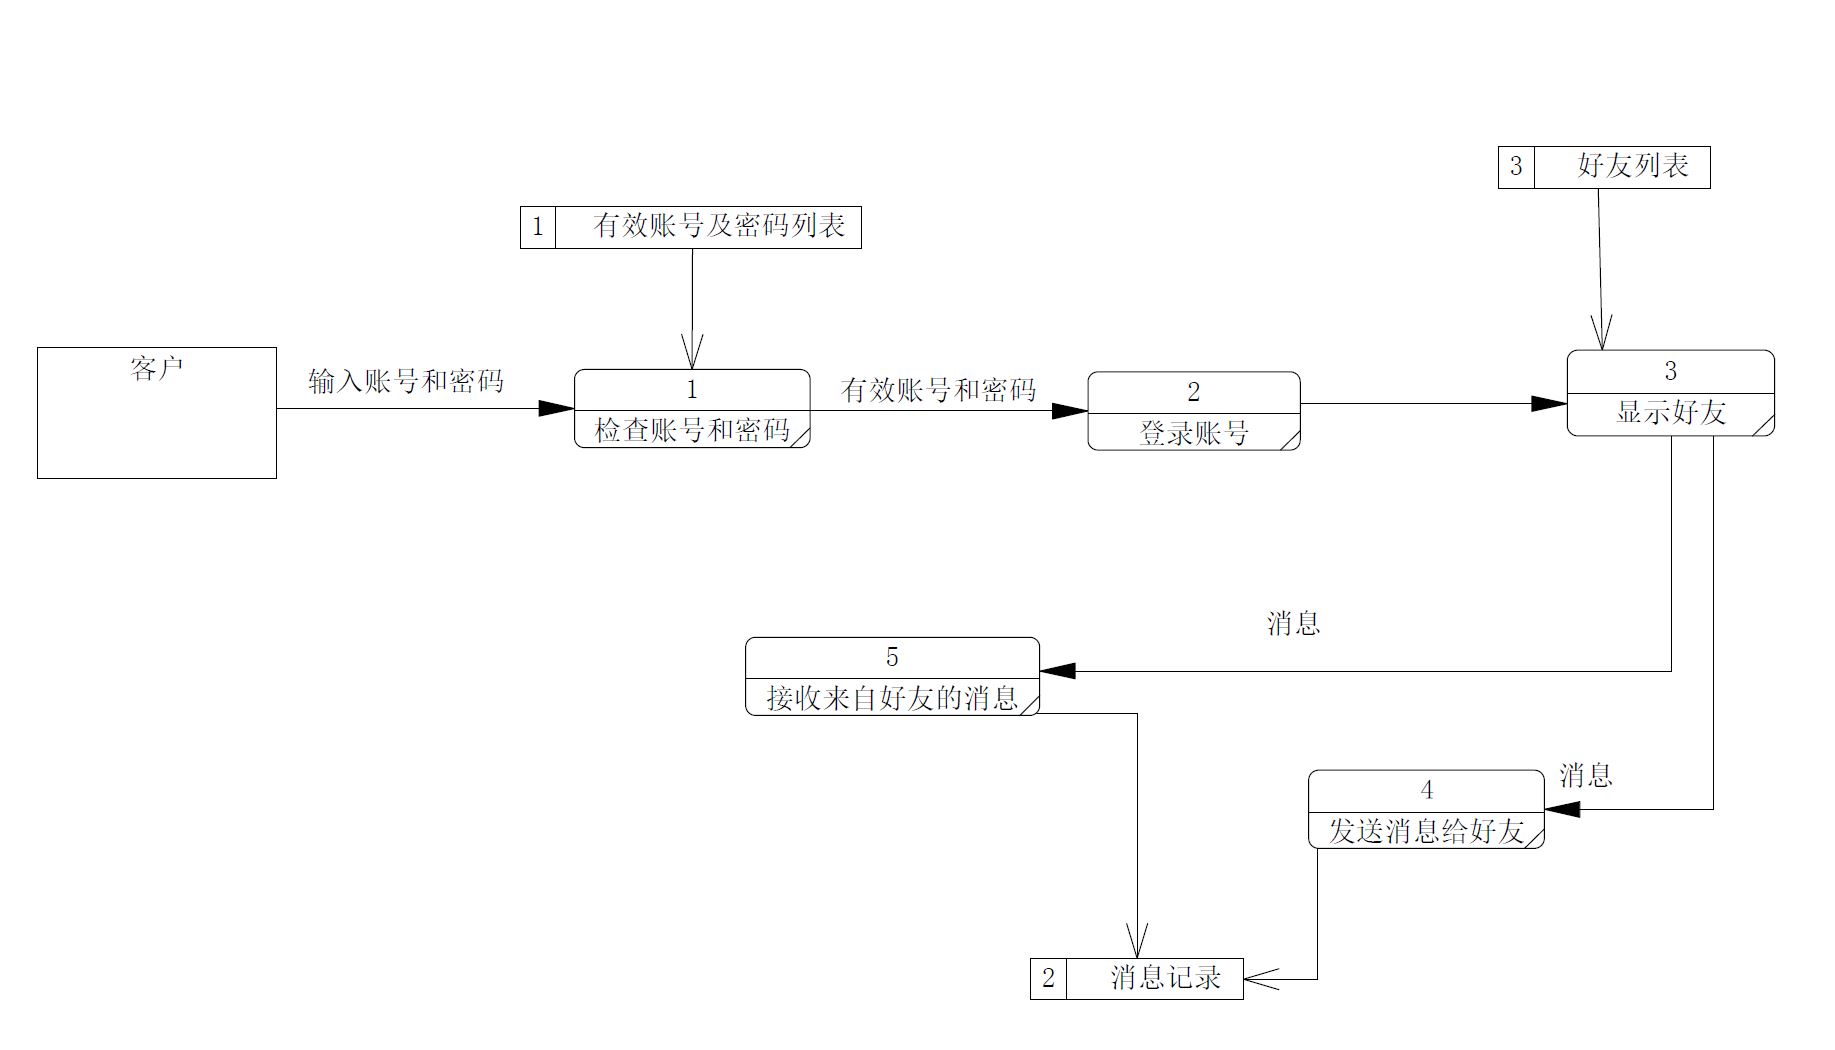 3 好友列表
1 有效账号及密码列表
客户
输入账号和密码
1
检查账号和密码
有效账号和密码
2
登录账号
3
显示好友
消息
5
接收来自好友的消息
消息
4
发送消息给好友
2 消息记录